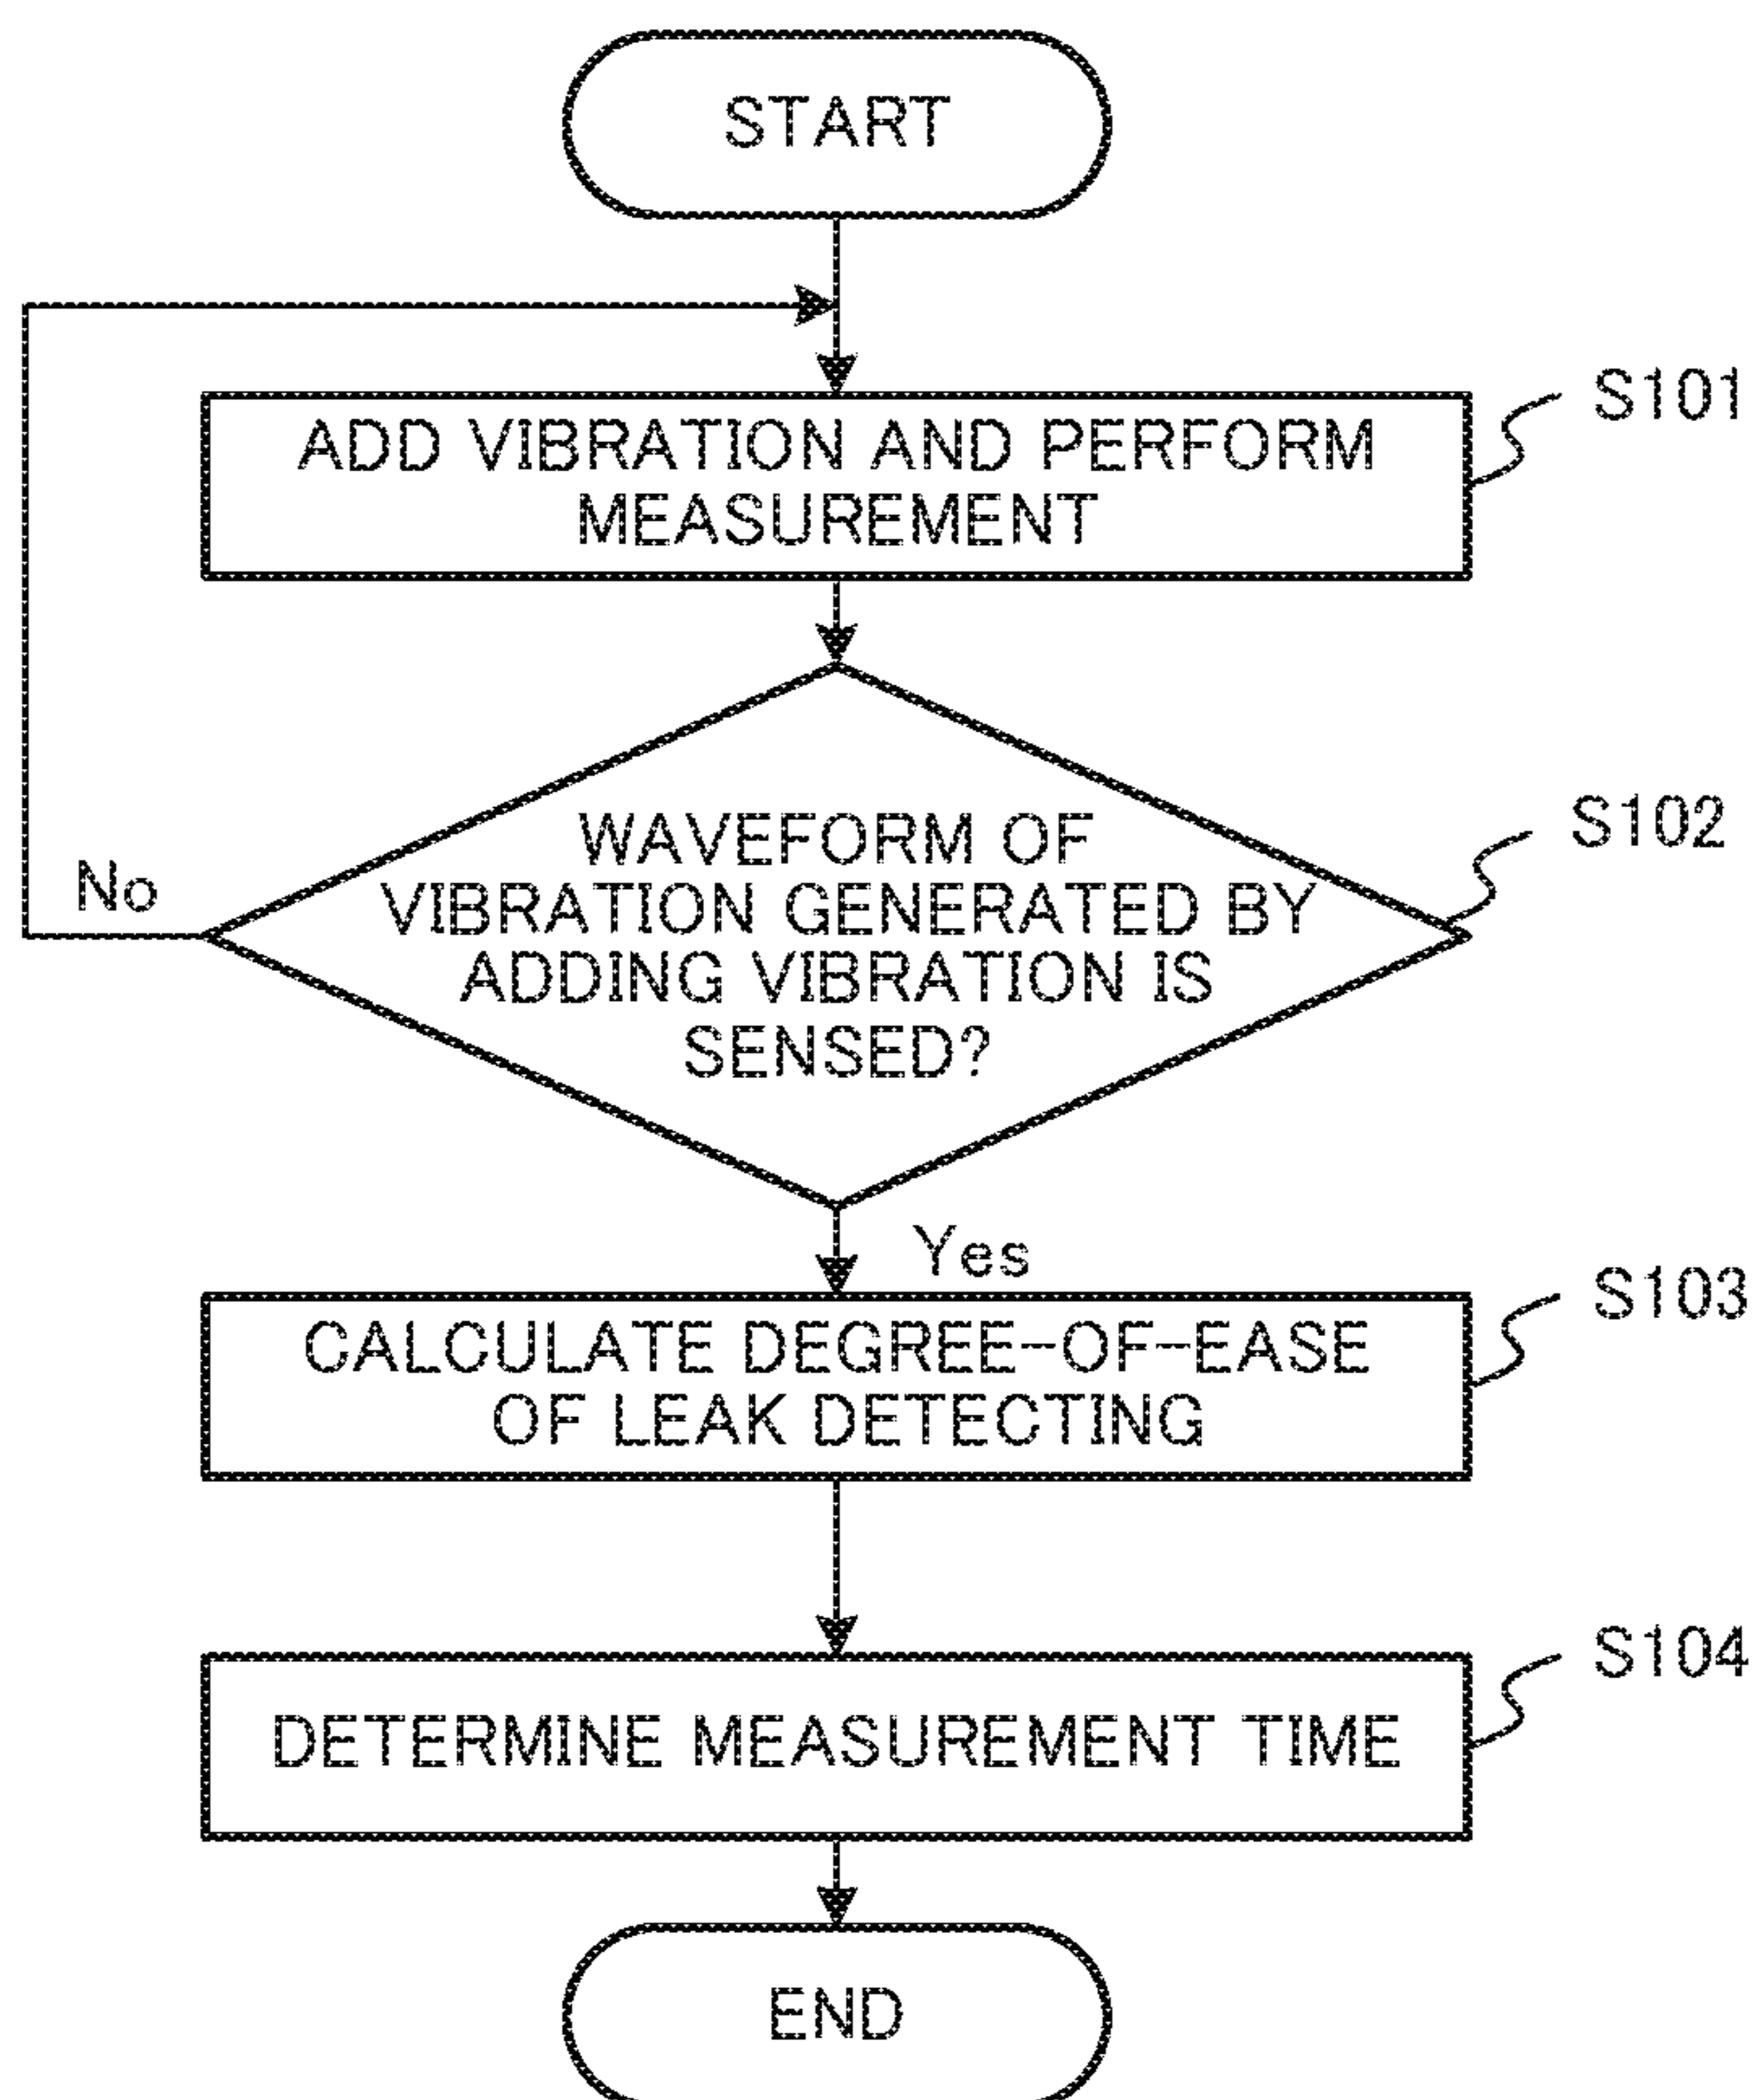 START
S101
ADD VIBRATION AND PERFORM
MEASUREMENT
S102
WAVEFORM OF
VIBRATION GENERATED BY
ADDING VIBRATION IS
SENSED?
No
Yes
S103
CALCULATE DEGREE-OF-EASE
OF LEAK DETECTING
S104
DETERMINE MEASUREMENT TIME
END